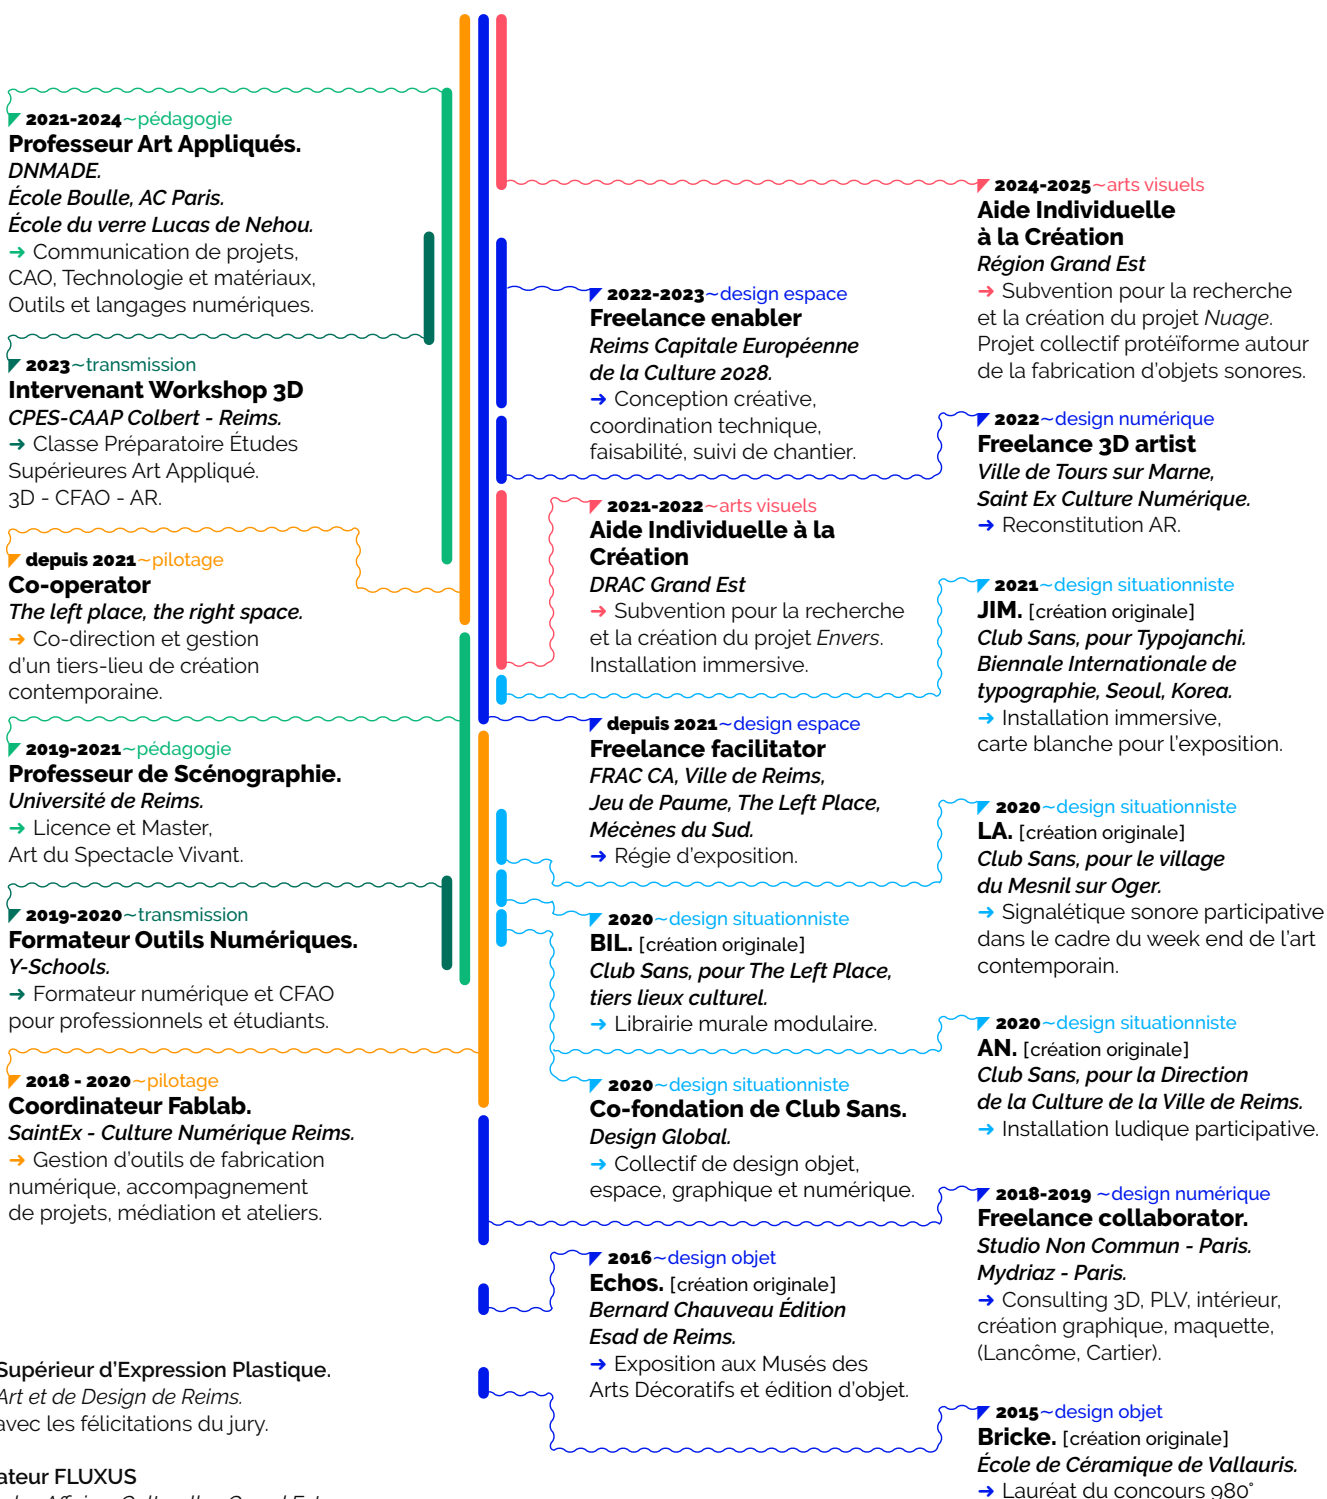 2021-2024~pédagogie
Professeur Art Appliqués.
DNMADE.
École Boulle, AC Paris.
École du verre Lucas de Nehou.
→ Communication de projets,
CAO, Technologie et matériaux,
Outils et langages numériques.
2023~transmission
Intervenant Workshop 3D
CPES-CAAP Colbert - Reims.
→ Classe Préparatoire Études
Supérieures Art Appliqué.
3D - CFAO - AR.
depuis 2021~pilotage
Co-operator
The left place, the right space.
→ Co-direction et gestion
d'un tiers-lieu de création
contemporaine.
2019-2021~pédagogie
Professeur de Scénographie.
Université de Reims.
→ Licence et Master,
Art du Spectacle Vivant.
2019-2020~transmission
Formateur Outils Numériques.
Y-Schools.
→ Formateur numérique et CFAO
pour professionnels et étudiants.
2018 - 2020~pilotage
Coordinateur Fablab.
SaintEx - Culture Numérique Reims.
→ Gestion d'outils de fabrication
numérique, accompagnement
de projets, médiation et ateliers.
Supérieur d'Expression Plastique.
Art et de Design de Reims.
avec les félicitations du jury.
ateur FLUXUS
2022-2023~design espace
Freelance enabler
Reims Capitale Européenne
de la Culture 2028.
→ Conception créative,
coordination technique,
faisabilité, suivi de chantier.
2021-2022~arts visuels
Aide Individuelle à la
Création
DRAC Grand Est
→ Subvention pour la recherche
et la création du projet Envers.
Installation immersive.
depuis 2021~design espace
Freelance facilitator
FRAC CA, Ville de Reims,
Jeu de Paume, The Left Place,
Mécènes du Sud.
→ Régie d'exposition.
2020~design situationniste
BIL. [création originale]
Club Sans, pour The Left Place,
tiers lieux culturel.
→ Librairie murale modulaire.
2020~design situationniste
Co-fondation de Club Sans.
Design Global.
→ Collectif de design objet,
espace, graphique et numérique.
2016~design objet
Echos. [création originale]
Bernard Chauveau Édition
Esad de Reims.
→ Exposition aux Musés des
Arts Décoratifs et édition d'objet.
2024-2025~arts visuels
Aide Individuelle
à la Création
Région Grand Est
→ Subvention pour la recherche
et la création du projet Nuage.
Projet collectif protéïforme autour
de la fabrication d'objets sonores.
2022~design numérique
Freelance 3D artist
Ville de Tours sur Marne,
Saint Ex Culture Numérique.
→ Reconstitution AR.
2021~design situationniste
JIM. [création originale]
Club Sans, pour Typojanchi.
Biennale Internationale de
typographie, Seoul, Korea.
→ Installation immersive,
carte blanche pour l'exposition.
2020~design situationniste
LA. [création originale]
Club Sans, pour le village
du Mesnil sur Oger.
→ Signalétique sonore participative
dans le cadre du week end de l'art
contemporain.
2020~design situationniste
AN. [création originale]
Club Sans, pour la Direction
de la Culture de la Ville de Reims.
→ Installation ludique participative.
2018-2019 ~design numérique
Freelance collaborator.
Studio Non Commun - Paris.
Mydriaz - Paris.
→ Consulting 3D, PLV, intérieur,
création graphique, maquette,
(Lancôme, Cartier).
2015~design objet
Bricke. [création originale]
École de Céramique de Vallauris.
→ Lauréat du concours 980°